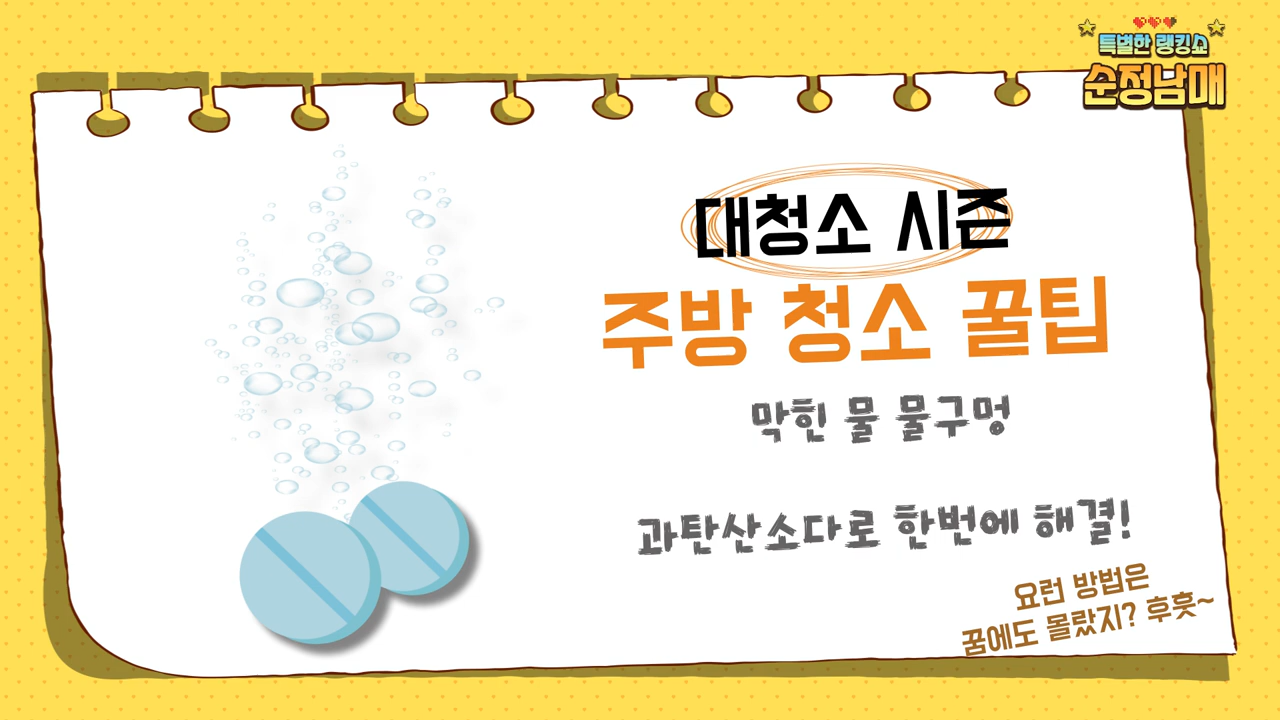 특별한 랭킹쇼
순정남매
대청소 시즌
주방 청소 꿀팁
막힌 물 물구멍
과탄산소다로 한번에 해결!
요런 방법은
꿈에도 몰랐지? 후훗~